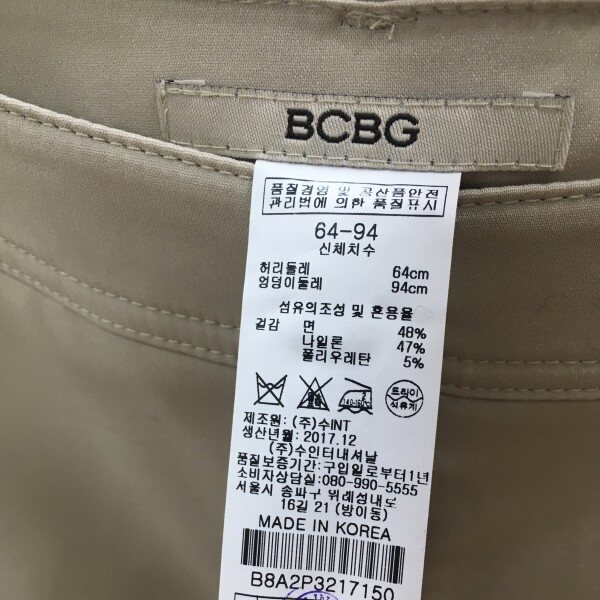 BCBG
품질경영 및 공산품안전
관리법에 의한 품질표시
64-94
신체치수
허리둘레 64cm
엉덩이둘레 94cm
섬유의조성 및 혼용율
겉감 면 48%
나일론 47%
폴리우레탄 5%
140-160℃
드라이
석유계
제조원: (주)수INT
생산년월: 2017.12
(주)수인터내셔날
품질보증기간: 구입일로부터1년
소비자상담실: 080-990-5555
서울시 송파구 위례성대로
16길 21 (방이동)
MADE IN KOREA
B8A2P3217150